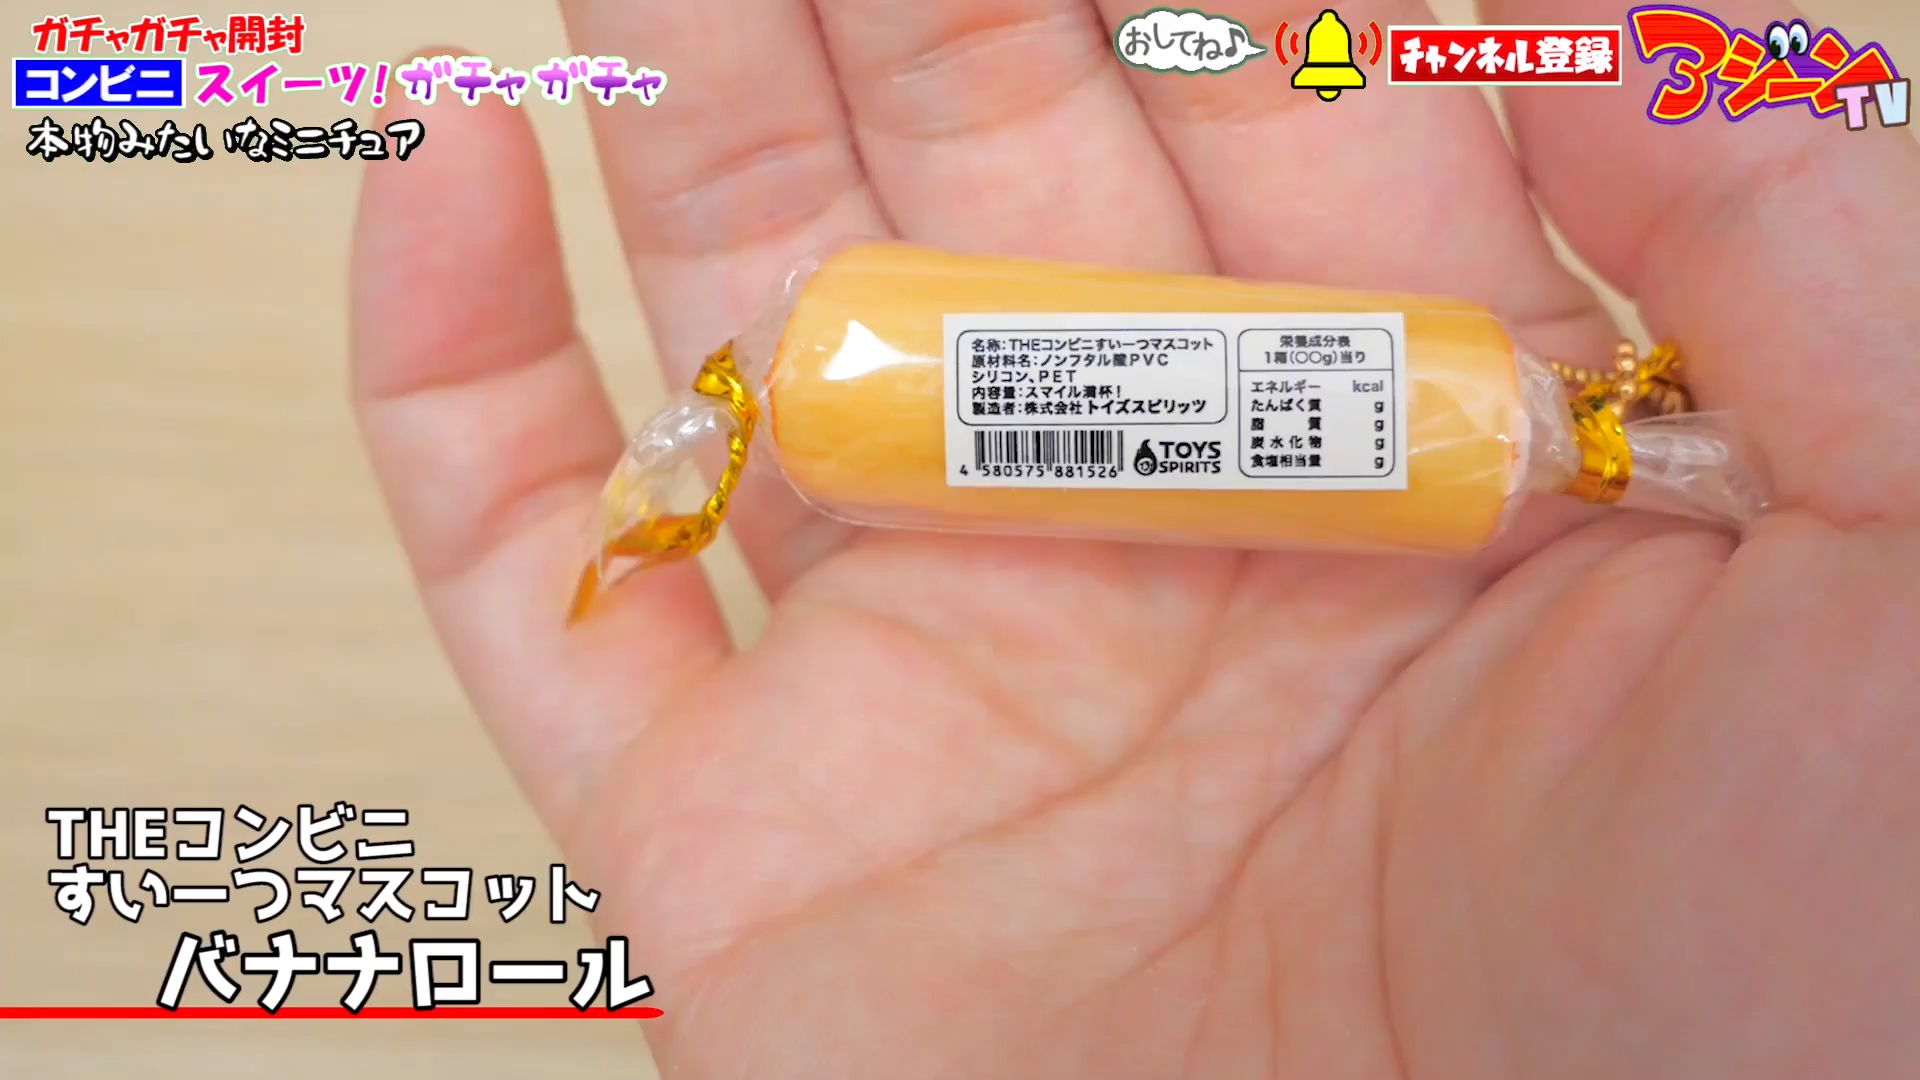 ガチャガチャ開封
コンビニ スイーツ! ガチャガチャ
本物みたいなミニチュア
おしてね♪
チャンネル登録
3ジーンTV
名称:THEコンビニすいーつマスコット
原材料名:ノンフタル酸PVC
シリコン、PET
内容量:スマイル満杯!
製造者:株式会社トイズスピリッツ
4 580575 881526
TOYS
SPIRITS
栄養成分表
1箱(〇〇g)当り
エネルギー kcal
たんぱく質 g
脂質 g
炭水化物 g
食塩相当量 g
THEコンビニ
すいーつマスコット
バナナロール